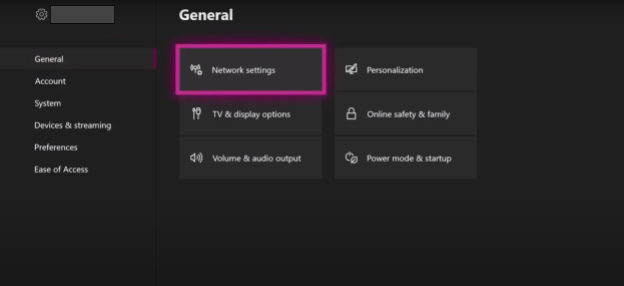 General
General
Account
System
Devices & streaming
Preferences
Ease of Access
Network settings
Personalization
TV & display options
Online safety & family
Volume & audio output
Power mode & startup